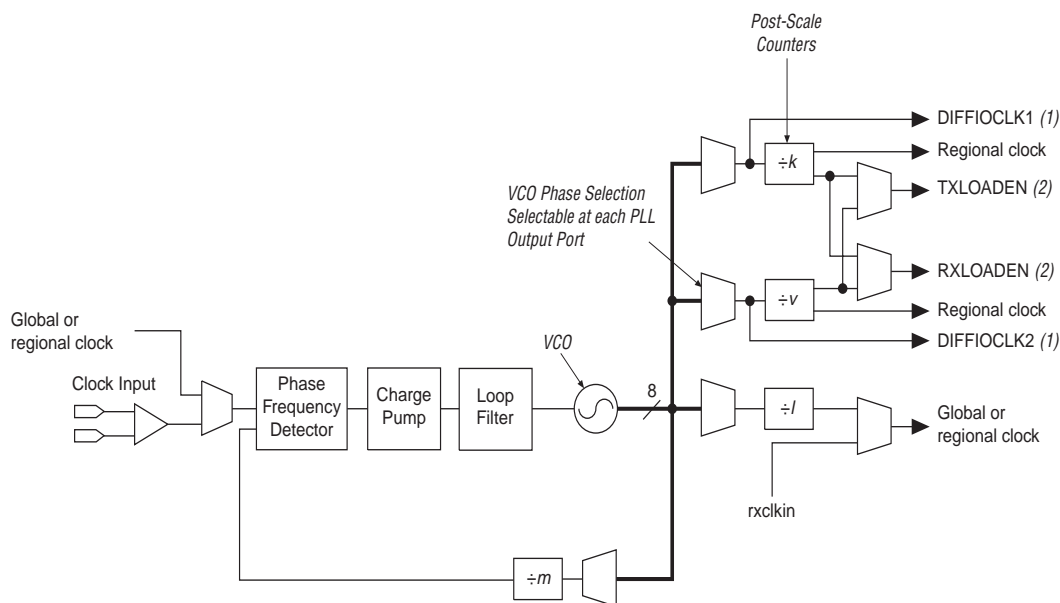 Post-Scale
Counters
DIFFIOCLK1 (1)
Regional clock
÷k
TXLOADEN (2)
VCO Phase Selection
Selectable at each PLL
Output Port
RXLOADEN (2)
÷v
Regional clock
DIFFIOCLK2 (1)
Global or
regional clock
VCO
Clock Input
Phase
Frequency
Detector
Charge
Pump
Loop
Filter
8
÷l
Global or
regional clock
rxclkin
÷m